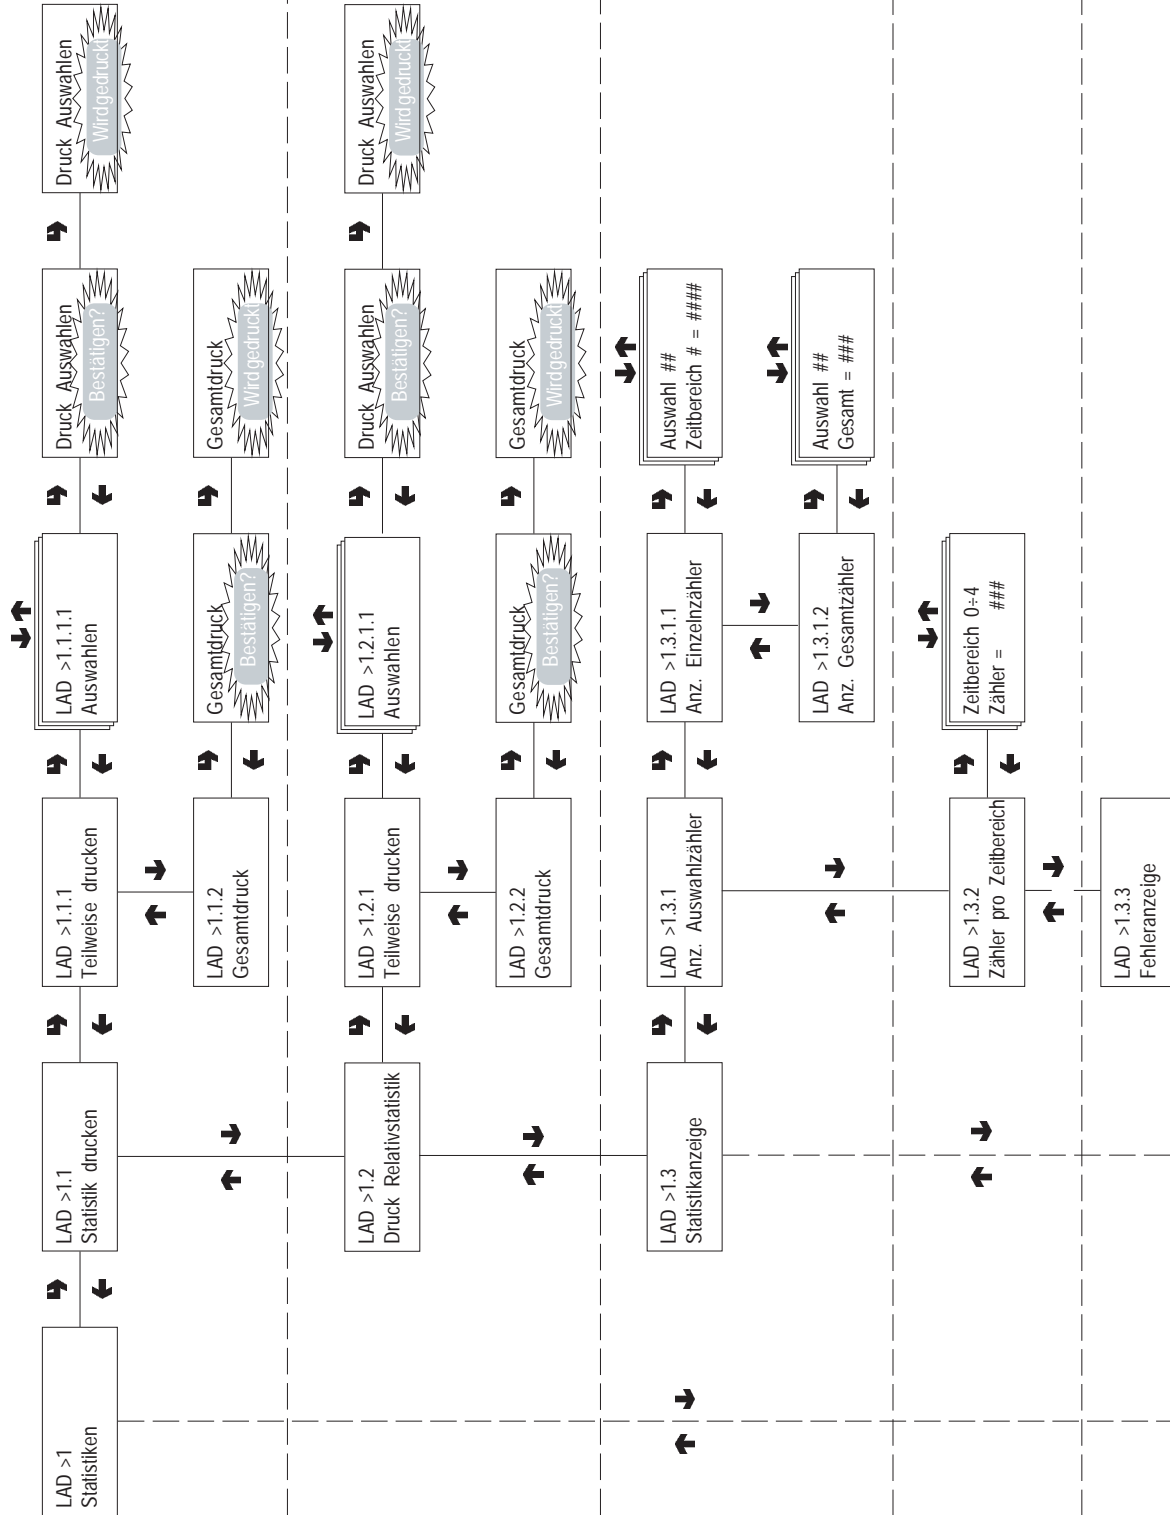 LAD >1
Statistiken
LAD >1.1
Statistik drucken
LAD >1.1.1
Teilweise drucken
LAD >1.1.1.1
Auswahlen
Druck Auswahlen
Bestätigen?
Druck Auswahlen
Wirdgedruckt
LAD >1.1.2
Gesamtdruck
Gesamtdruck
Bestätigen?
Gesamtdruck
Wirdgedruckt
LAD >1.2
Druck Relativstatistik
LAD >1.2.1
Teilweise drucken
LAD >1.2.1.1
Auswahlen
Druck Auswahlen
Bestätigen?
Druck Auswahlen
Wirdgedruckt
LAD >1.2.2
Gesamtdruck
Gesamtdruck
Bestätigen?
Gesamtdruck
Wirdgedruckt
LAD >1.3
Statistikanzeige
LAD >1.3.1
Anz. Auswahlzähler
LAD >1.3.1.1
Anz. Einzelnzähler
Auswahl ##
Zeitbereich # = ####
LAD >1.3.1.2
Anz. Gesamtzähler
Auswahl ##
Gesamt = ###
LAD >1.3.2
Zähler pro Zeitbereich
Zeitbereich 0÷4
Zähler = ###
LAD >1.3.3
Fehleranzeige